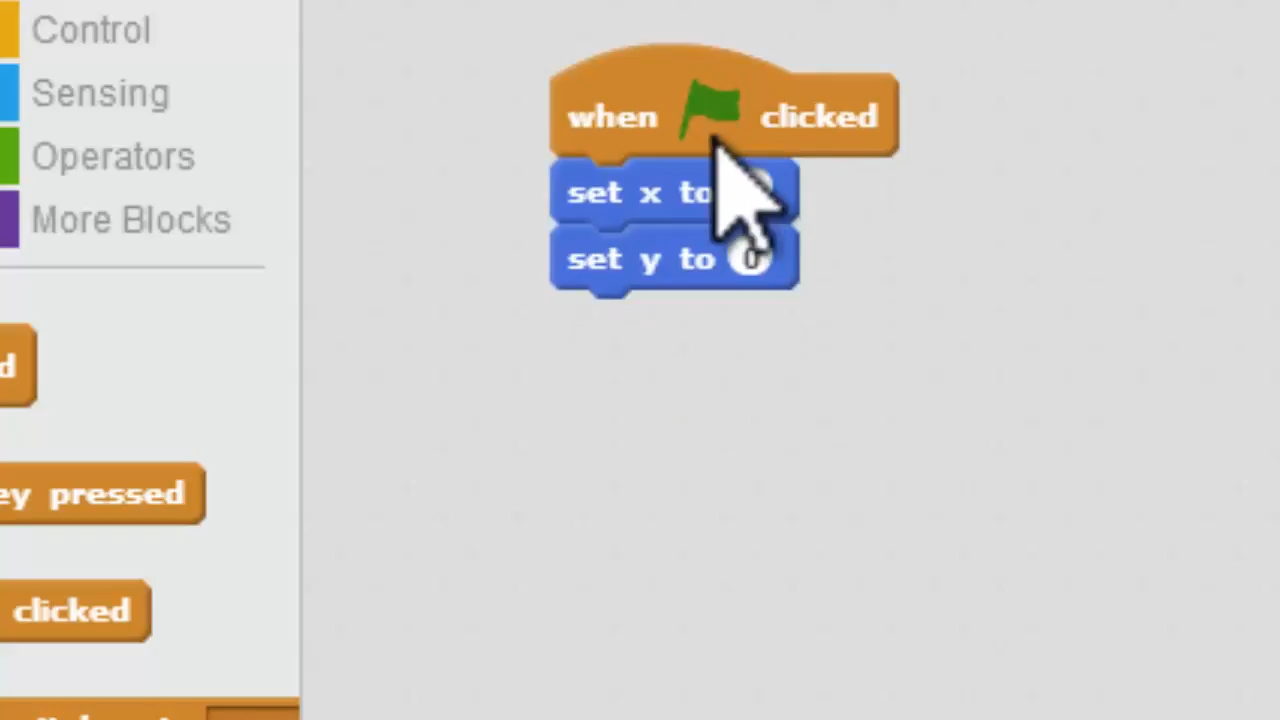 Control
Sensing
Operators
More Blocks
when clicked
set x to
set y to 0
d
ey pressed
clicked